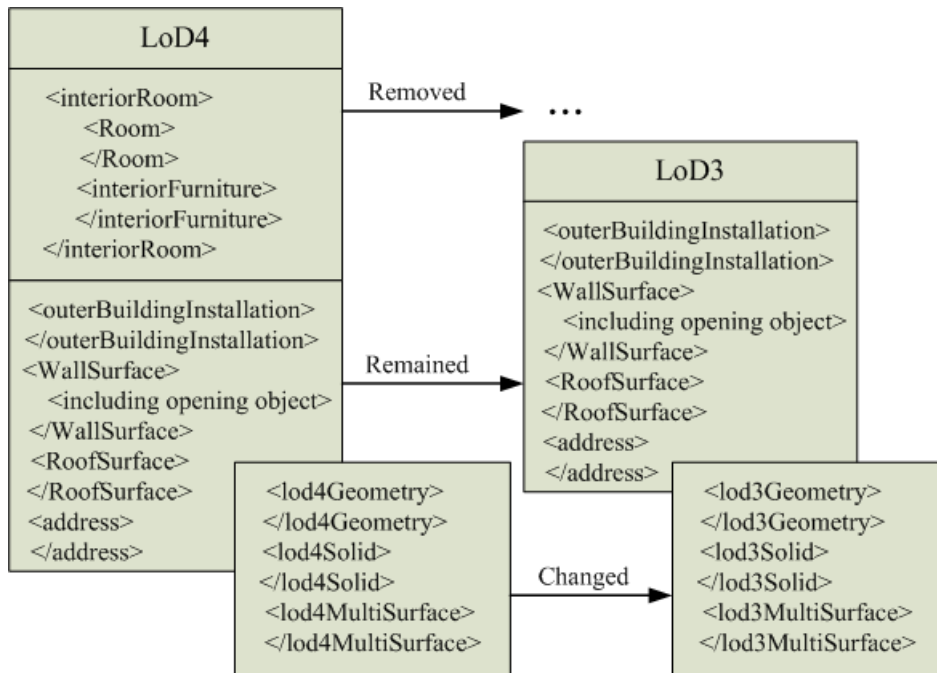 LoD4
<interiorRoom>
<Room>
</Room>
<interiorFurniture>
</interiorFurniture>
</interiorRoom>
<outerBuildingInstallation>
</outerBuildingInstallation>
<WallSurface>
<including opening object>
</WallSurface>
<RoofSurface>
</RoofSurface>
<address>
</address>
<lod4Geometry>
</lod4Geometry>
<lod4Solid>
</lod4Solid>
<lod4MultiSurface>
</lod4MultiSurface>
Removed
...
Remained
Changed
LoD3
<outerBuildingInstallation>
</outerBuildingInstallation>
<WallSurface>
<including opening object>
</WallSurface>
<RoofSurface>
</RoofSurface>
<address>
</address>
<lod3Geometry>
</lod3Geometry>
<lod3Solid>
</lod3Solid>
<lod3MultiSurface>
</lod3MultiSurface>